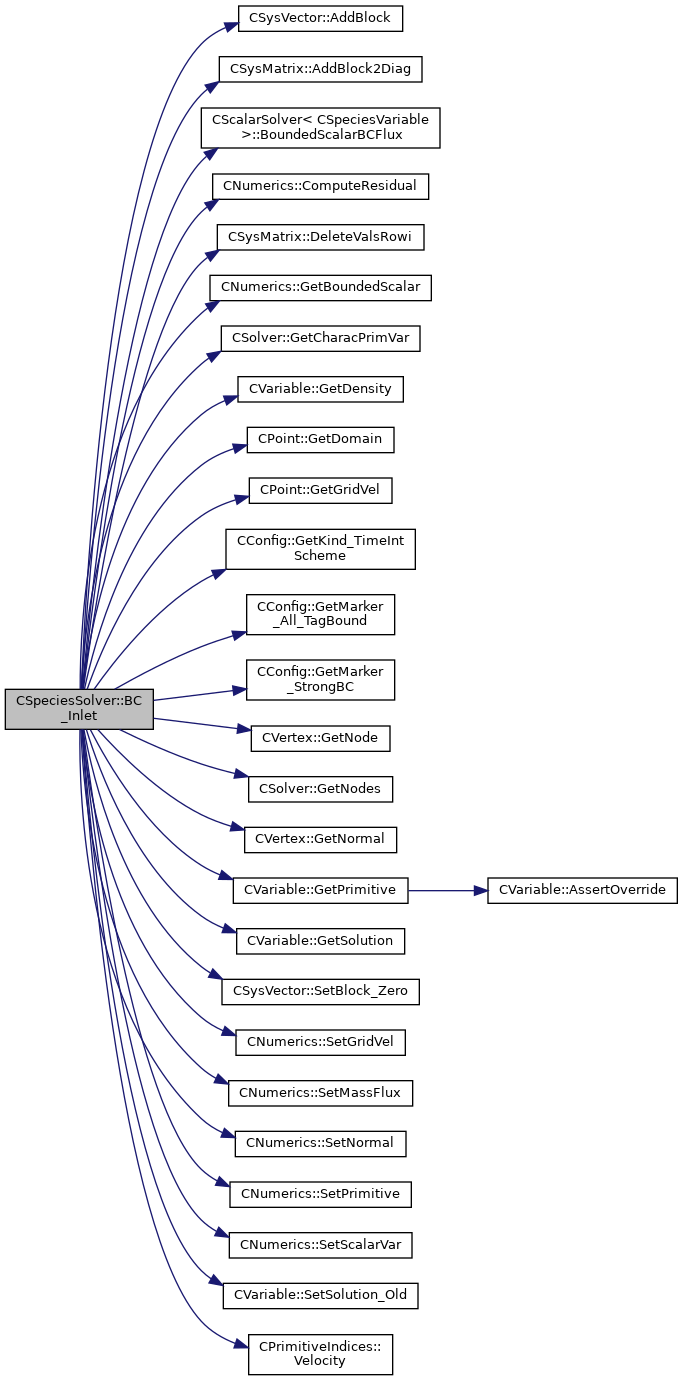 CSysVector::AddBlock
CSysMatrix::AddBlock2Diag
CScalarSolver< CSpeciesVariable
>::BoundedScalarBCFlux
CNumerics::ComputeResidual
CSysMatrix::DeleteValsRowi
CNumerics::GetBoundedScalar
CSolver::GetCharacPrimVar
CVariable::GetDensity
CPoint::GetDomain
CPoint::GetGridVel
CConfig::GetKind_TimeInt
Scheme
CConfig::GetMarker
_All_TagBound
CConfig::GetMarker
_StrongBC
CSpeciesSolver::BC
_Inlet
CVertex::GetNode
CSolver::GetNodes
CVertex::GetNormal
CVariable::GetPrimitive
CVariable::AssertOverride
CVariable::GetSolution
CSysVector::SetBlock_Zero
CNumerics::SetGridVel
CNumerics::SetMassFlux
CNumerics::SetNormal
CNumerics::SetPrimitive
CNumerics::SetScalarVar
CVariable::SetSolution_Old
CPrimitiveIndices::
Velocity